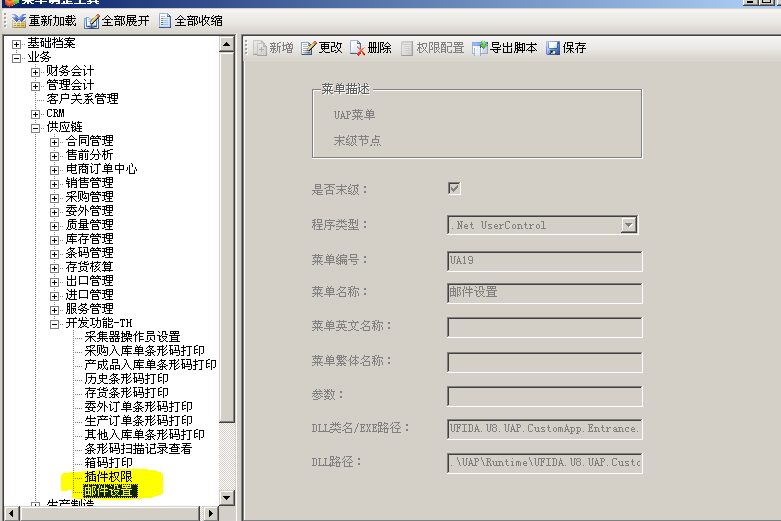 菜单调整工具
重新加载 全部展开 全部收缩
基础档案
业务
财务会计
管理会计
客户关系管理
CRM
供应链
合同管理
售前分析
电商订单中心
销售管理
采购管理
委外管理
质量管理
库存管理
条码管理
存货核算
出口管理
进口管理
服务管理
开发功能-TH
采集器操作员设置
采购入库单条形码打印
产成品入库单条形码打印
历史条形码打印
存货条形码打印
委外订单条形码打印
生产订单条形码打印
其他入库单条形码打印
条形码扫描记录查看
箱码打印
插件权限
邮件设置
生产制造
新增 更改 删除 权限配置 导出脚本 保存
菜单描述
UAP菜单
末级节点
是否末级：
程序类型： .Net UserControl
菜单编号： UA19
菜单名称： 邮件设置
菜单英文名称：
菜单繁体名称：
参数：
DLL类名/EXE路径： UFIDA.U8.UAP.CustomApp.Entrance.
DLL路径： .\UAP\Runtime\UFIDA.U8.UAP.Custo